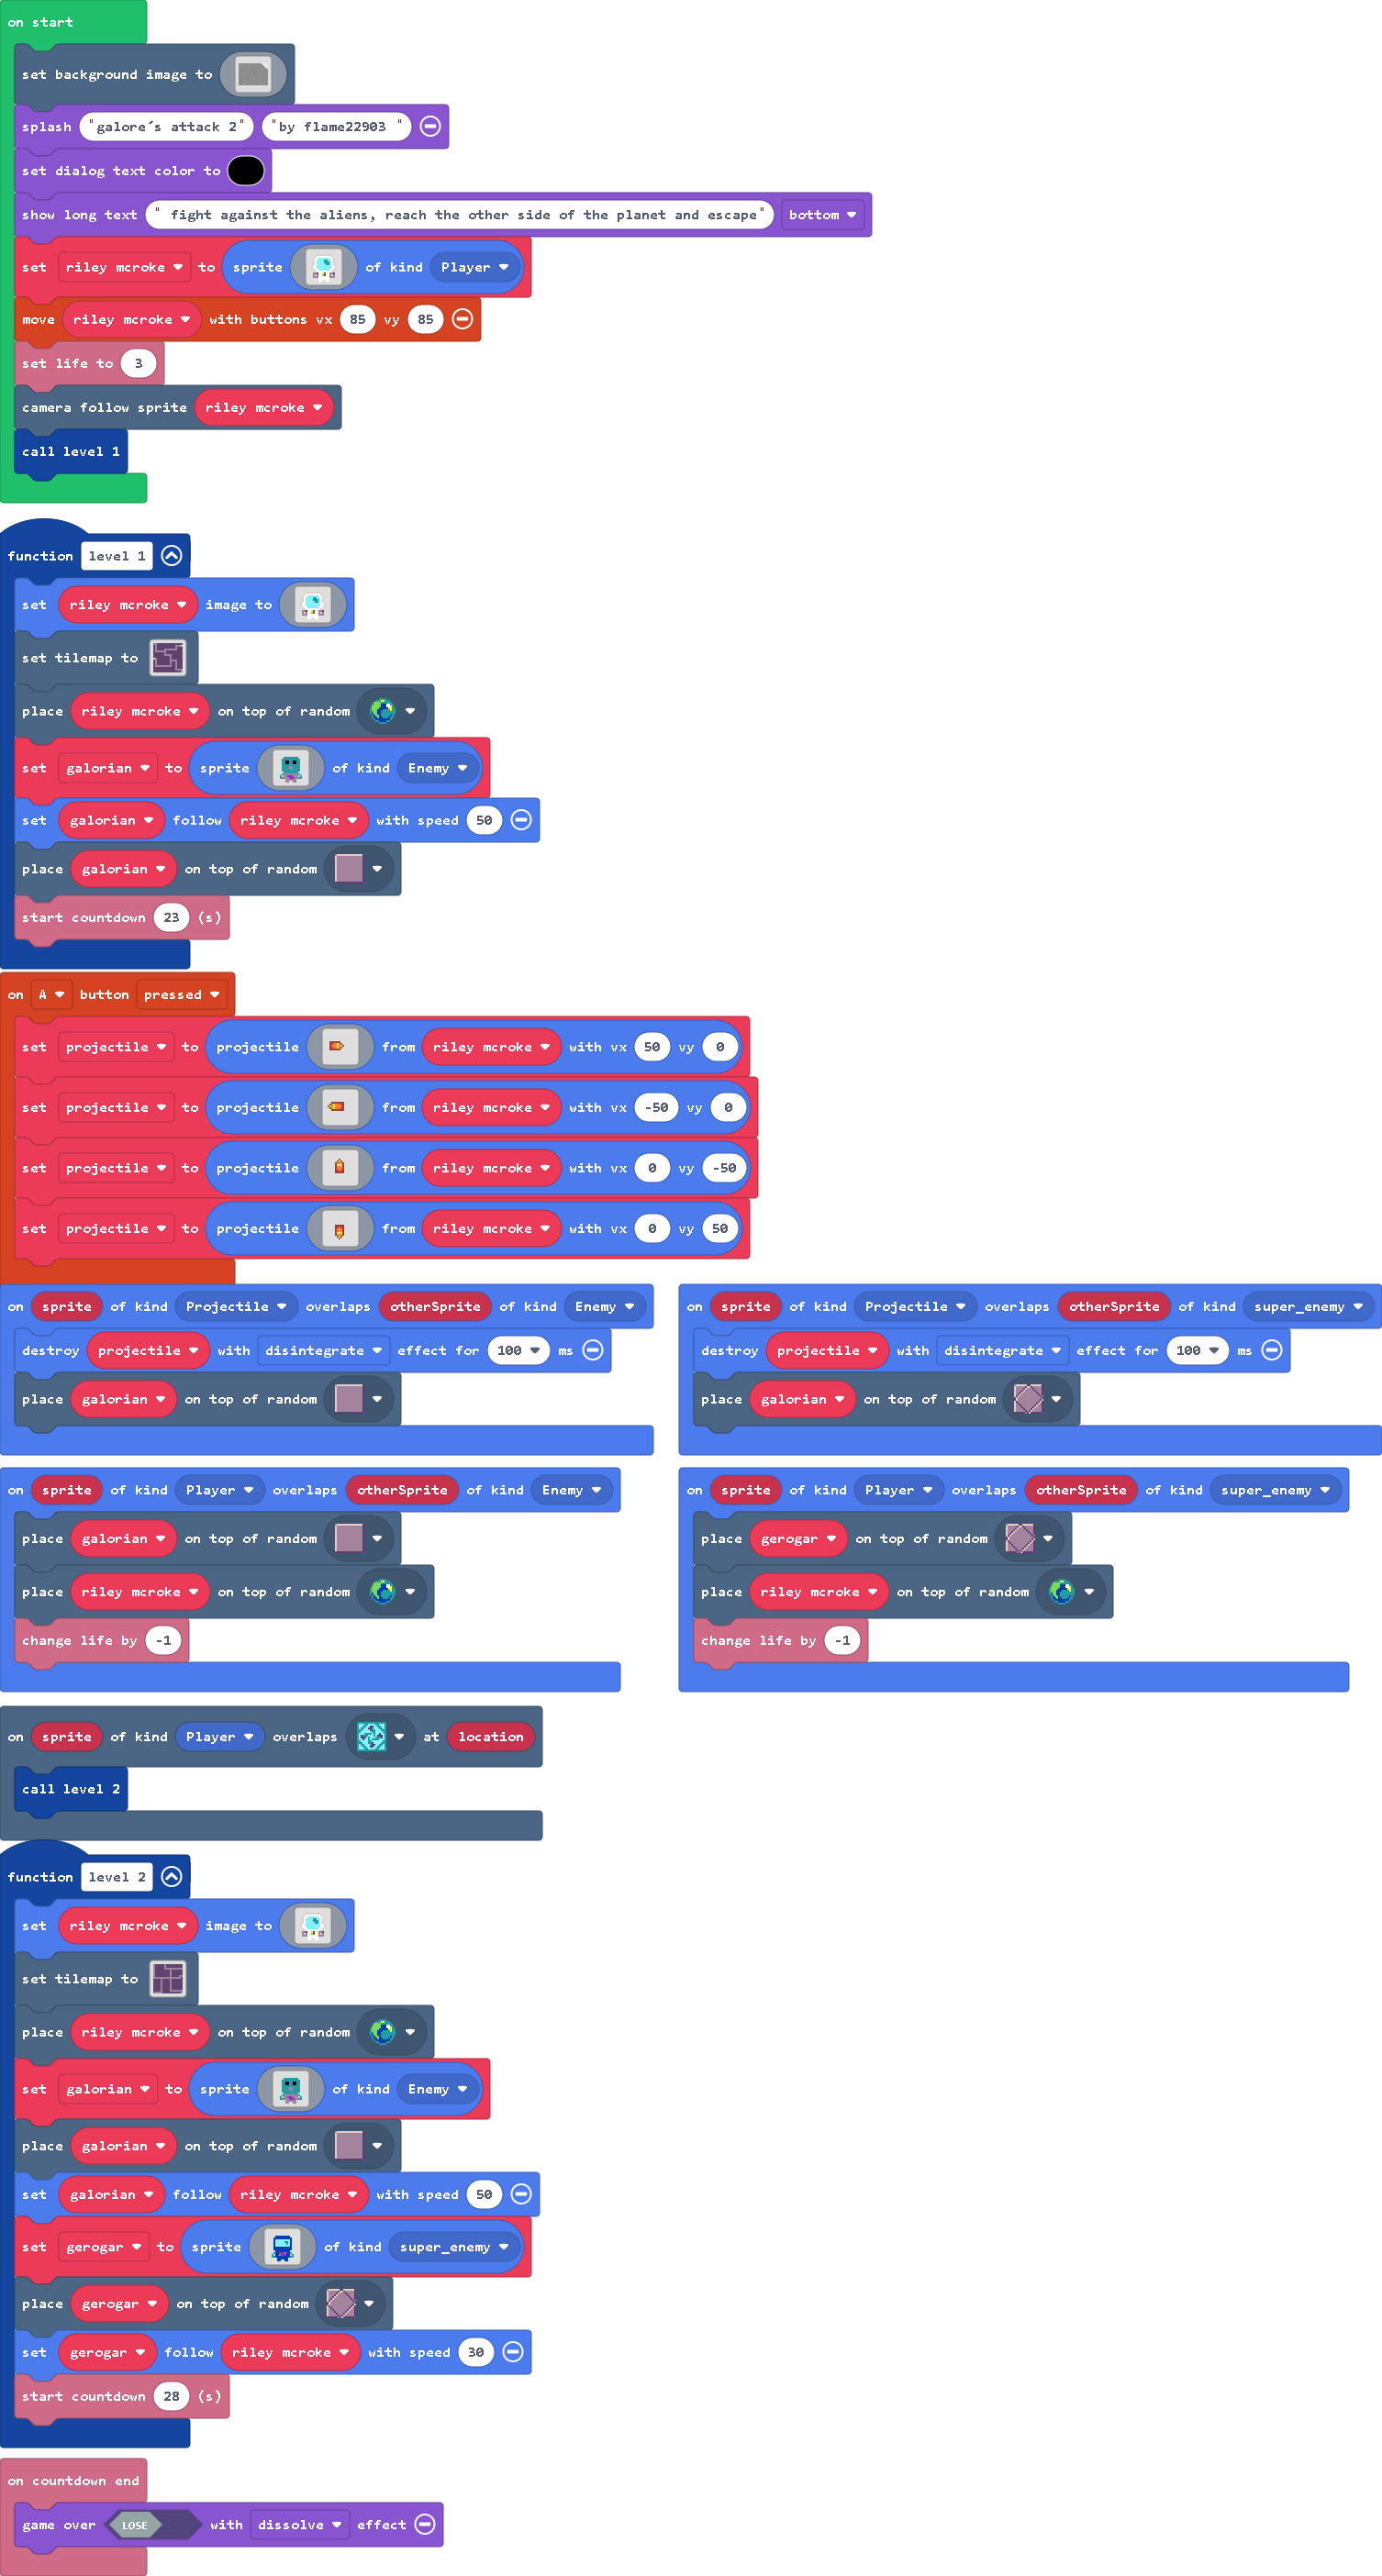 on start
set background image to
splash "galore´s attack 2" "by flame22903 "
set dialog text color to
show long text " fight against the aliens, reach the other side of the planet and escape" bottom
set riley mcroke to sprite of kind Player
move riley mcroke with buttons vx 85 vy 85
set life to 3
camera follow sprite riley mcroke
call level 1
function level 1
set riley mcroke image to
set tilemap to
place riley mcroke on top of random
set galorian to sprite of kind Enemy
set galorian follow riley mcroke with speed 50
place galorian on top of random
start countdown 23 (s)
on A button pressed
set projectile to projectile from riley mcroke with vx 50 vy 0
set projectile to projectile from riley mcroke with vx -50 vy 0
set projectile to projectile from riley mcroke with vx 0 vy -50
set projectile to projectile from riley mcroke with vx 0 vy 50
on sprite of kind Projectile overlaps otherSprite of kind Enemy
destroy projectile with disintegrate effect for 100 ms
place galorian on top of random
on sprite of kind Projectile overlaps otherSprite of kind super_enemy
destroy projectile with disintegrate effect for 100 ms
place galorian on top of random
on sprite of kind Player overlaps otherSprite of kind Enemy
place galorian on top of random
place riley mcroke on top of random
change life by -1
on sprite of kind Player overlaps otherSprite of kind super_enemy
place gerogar on top of random
place riley mcroke on top of random
change life by -1
on sprite of kind Player overlaps at location
call level 2
function level 2
set riley mcroke image to
set tilemap to
place riley mcroke on top of random
set galorian to sprite of kind Enemy
place galorian on top of random
set galorian follow riley mcroke with speed 50
set gerogar to sprite of kind super_enemy
place gerogar on top of random
set gerogar follow riley mcroke with speed 30
start countdown 28 (s)
on countdown end
game over LOSE with dissolve effect